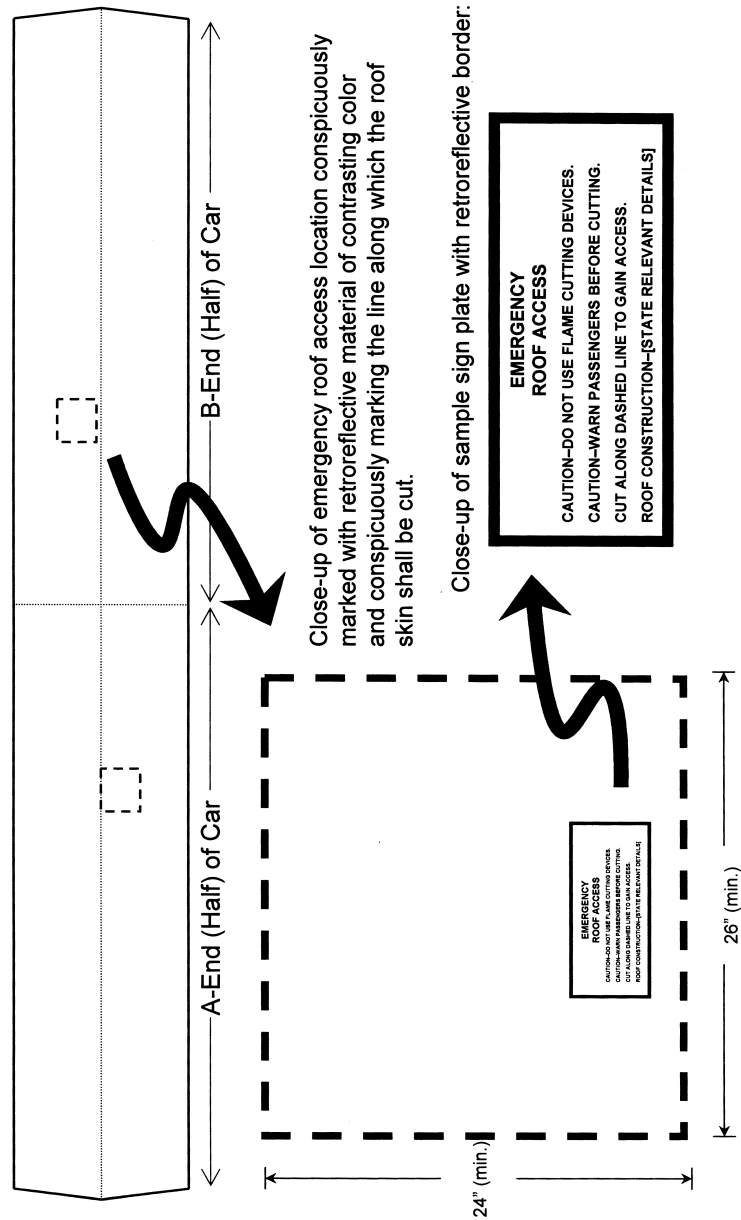 A-End (Half) of Car
B-End (Half) of Car
Close-up of emergency roof access location conspicuously
marked with retroreflective material of contrasting color
and conspicuously marking the line along which the roof
skin shall be cut.
24" (min.)
EMERGENCY
ROOF ACCESS
CAUTION–DO NOT USE FLAME CUTTING DEVICES.
CAUTION–WARN PASSENGERS BEFORE CUTTING.
CUT ALONG DASHED LINE TO GAIN ACCESS.
ROOF CONSTRUCTION–[STATE RELEVANT DETAILS]
26" (min.)
Close-up of sample sign plate with retroreflective border:
EMERGENCY
ROOF ACCESS
CAUTION–DO NOT USE FLAME CUTTING DEVICES.
CAUTION–WARN PASSENGERS BEFORE CUTTING.
CUT ALONG DASHED LINE TO GAIN ACCESS.
ROOF CONSTRUCTION–[STATE RELEVANT DETAILS]